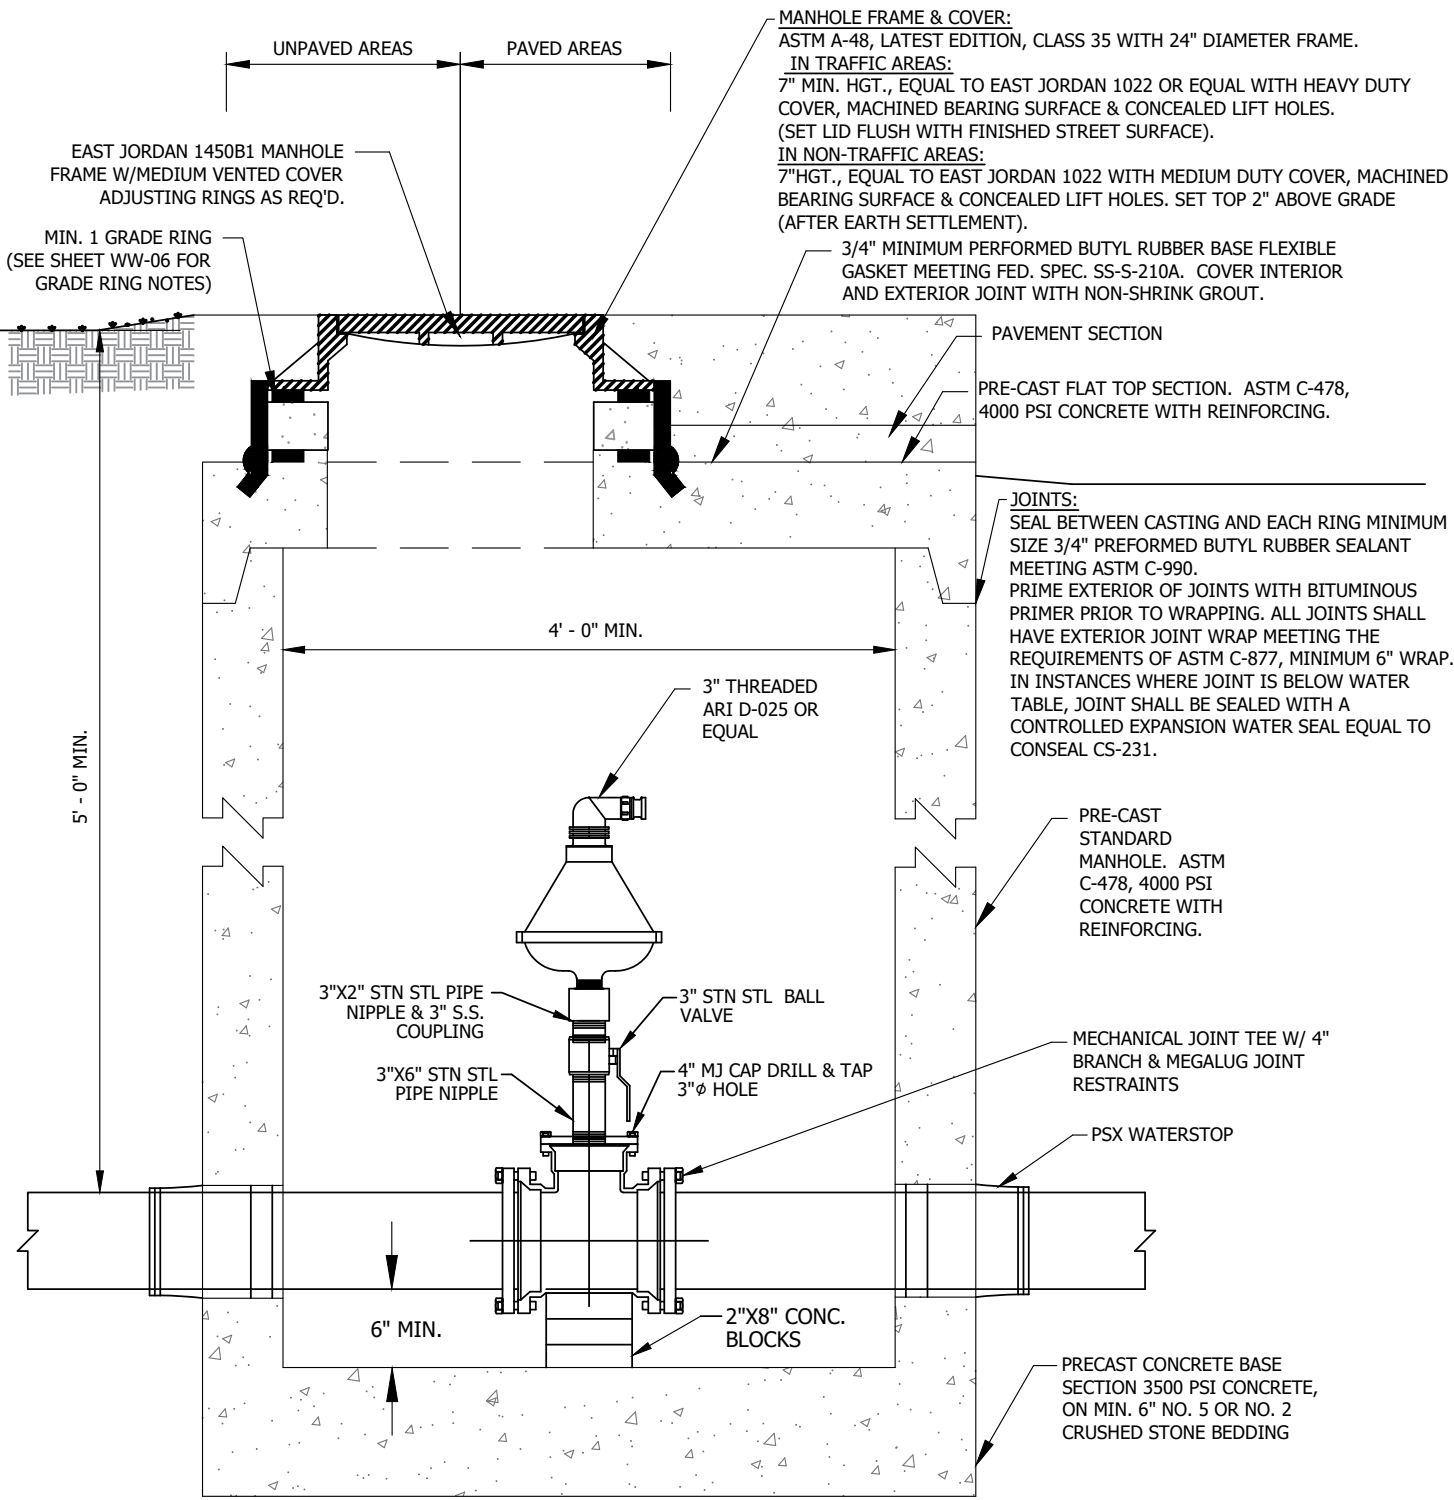 UNPAVED AREAS
PAVED AREAS
MANHOLE FRAME & COVER:
ASTM A-48, LATEST EDITION, CLASS 35 WITH 24" DIAMETER FRAME.
IN TRAFFIC AREAS:
7" MIN. HGT., EQUAL TO EAST JORDAN 1022 OR EQUAL WITH HEAVY DUTY
COVER, MACHINED BEARING SURFACE & CONCEALED LIFT HOLES.
(SET LID FLUSH WITH FINISHED STREET SURFACE).
IN NON-TRAFFIC AREAS:
7"HGT., EQUAL TO EAST JORDAN 1022 WITH MEDIUM DUTY COVER, MACHINED
BEARING SURFACE & CONCEALED LIFT HOLES. SET TOP 2" ABOVE GRADE
(AFTER EARTH SETTLEMENT).
EAST JORDAN 1450B1 MANHOLE
FRAME W/MEDIUM VENTED COVER
ADJUSTING RINGS AS REQ'D.
MIN. 1 GRADE RING
(SEE SHEET WW-06 FOR
GRADE RING NOTES)
3/4" MINIMUM PERFORMED BUTYL RUBBER BASE FLEXIBLE
GASKET MEETING FED. SPEC. SS-S-210A. COVER INTERIOR
AND EXTERIOR JOINT WITH NON-SHRINK GROUT.
PAVEMENT SECTION
PRE-CAST FLAT TOP SECTION. ASTM C-478,
4000 PSI CONCRETE WITH REINFORCING.
JOINTS:
SEAL BETWEEN CASTING AND EACH RING MINIMUM
SIZE 3/4" PREFORMED BUTYL RUBBER SEALANT
MEETING ASTM C-990.
PRIME EXTERIOR OF JOINTS WITH BITUMINOUS
PRIMER PRIOR TO WRAPPING. ALL JOINTS SHALL
HAVE EXTERIOR JOINT WRAP MEETING THE
REQUIREMENTS OF ASTM C-877, MINIMUM 6" WRAP.
IN INSTANCES WHERE JOINT IS BELOW WATER
TABLE, JOINT SHALL BE SEALED WITH A
CONTROLLED EXPANSION WATER SEAL EQUAL TO
CONSEAL CS-231.
4' - 0" MIN.
5' - 0" MIN.
3" THREADED
ARI D-025 OR
EQUAL
PRE-CAST
STANDARD
MANHOLE. ASTM
C-478, 4000 PSI
CONCRETE WITH
REINFORCING.
3"X2" STN STL PIPE
NIPPLE & 3" S.S.
COUPLING
3" STN STL BALL
VALVE
3"X6" STN STL
PIPE NIPPLE
4" MJ CAP DRILL & TAP
3"ø HOLE
MECHANICAL JOINT TEE W/ 4"
BRANCH & MEGALUG JOINT
RESTRAINTS
PSX WATERSTOP
6" MIN.
2"X8" CONC.
BLOCKS
PRECAST CONCRETE BASE
SECTION 3500 PSI CONCRETE,
ON MIN. 6" NO. 5 OR NO. 2
CRUSHED STONE BEDDING